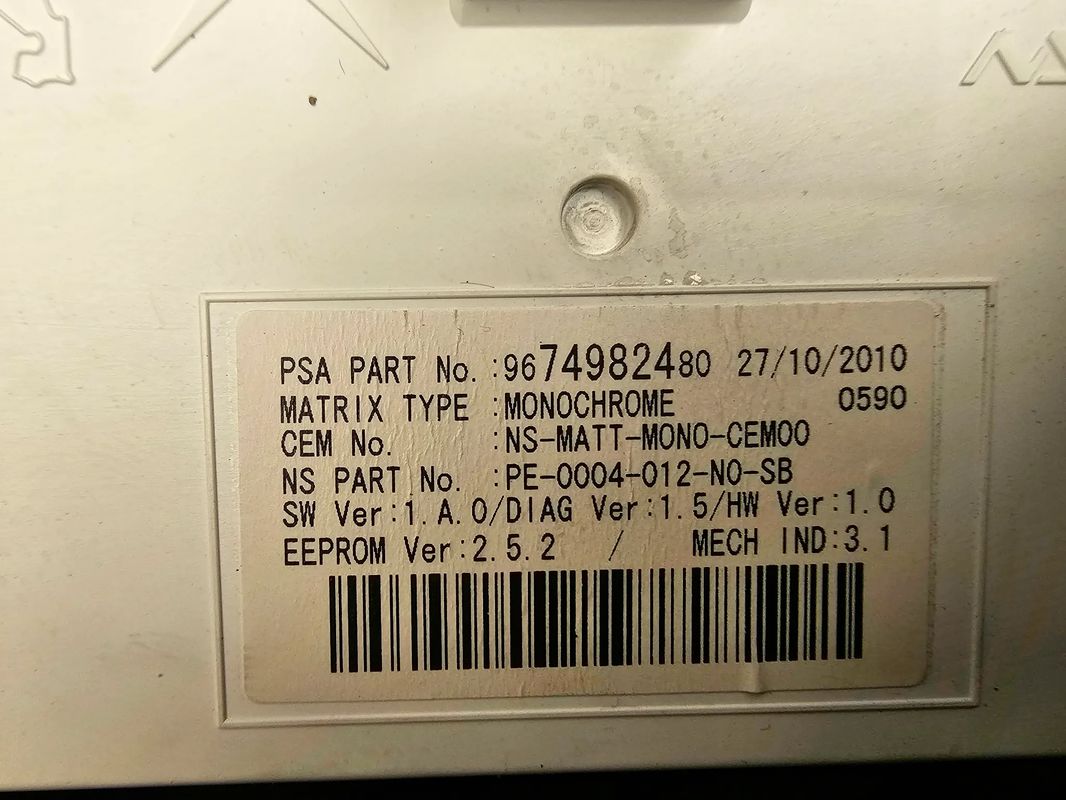 PSA PART No. :9674982480 27/10/2010
MATRIX TYPE :MONOCHROME 0590
CEM No. :NS-MATT-MONO-CEM00
NS PART No. :PE-0004-012-N0-SB
SW Ver:1.A.0/DIAG Ver:1.5/HW Ver:1.0
EEPROM Ver:2.5.2 / MECH IND:3.1